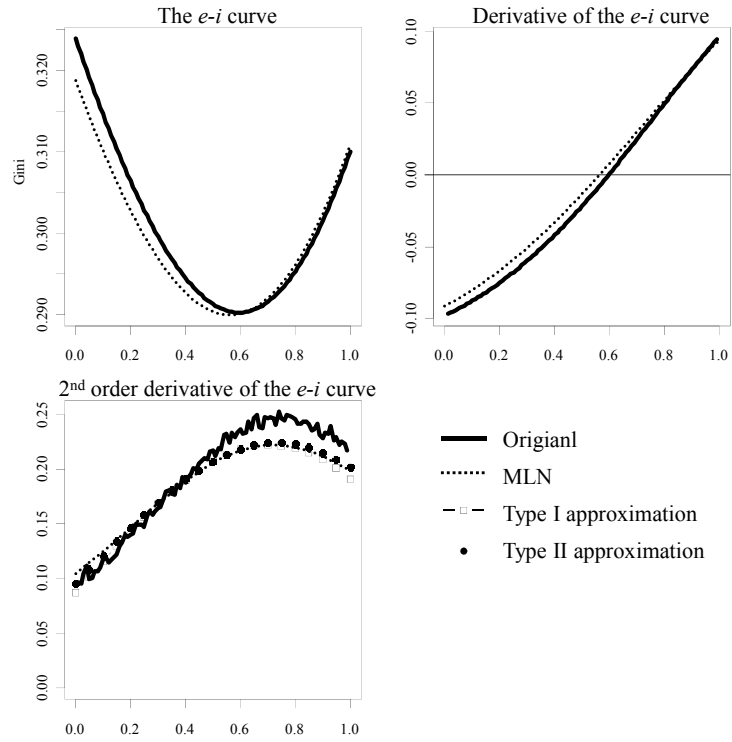 The e-i curve
Derivative of the e-i curve
Gini
0.290 0.300 0.310 0.320
0.0 0.2 0.4 0.6 0.8 1.0
-0.10 -0.05 0.00 0.05 0.10
0.0 0.2 0.4 0.6 0.8 1.0
2nd order derivative of the e-i curve
0.00 0.05 0.10 0.15 0.20 0.25
0.0 0.2 0.4 0.6 0.8 1.0
Origianl
MLN
Type I approximation
Type II approximation